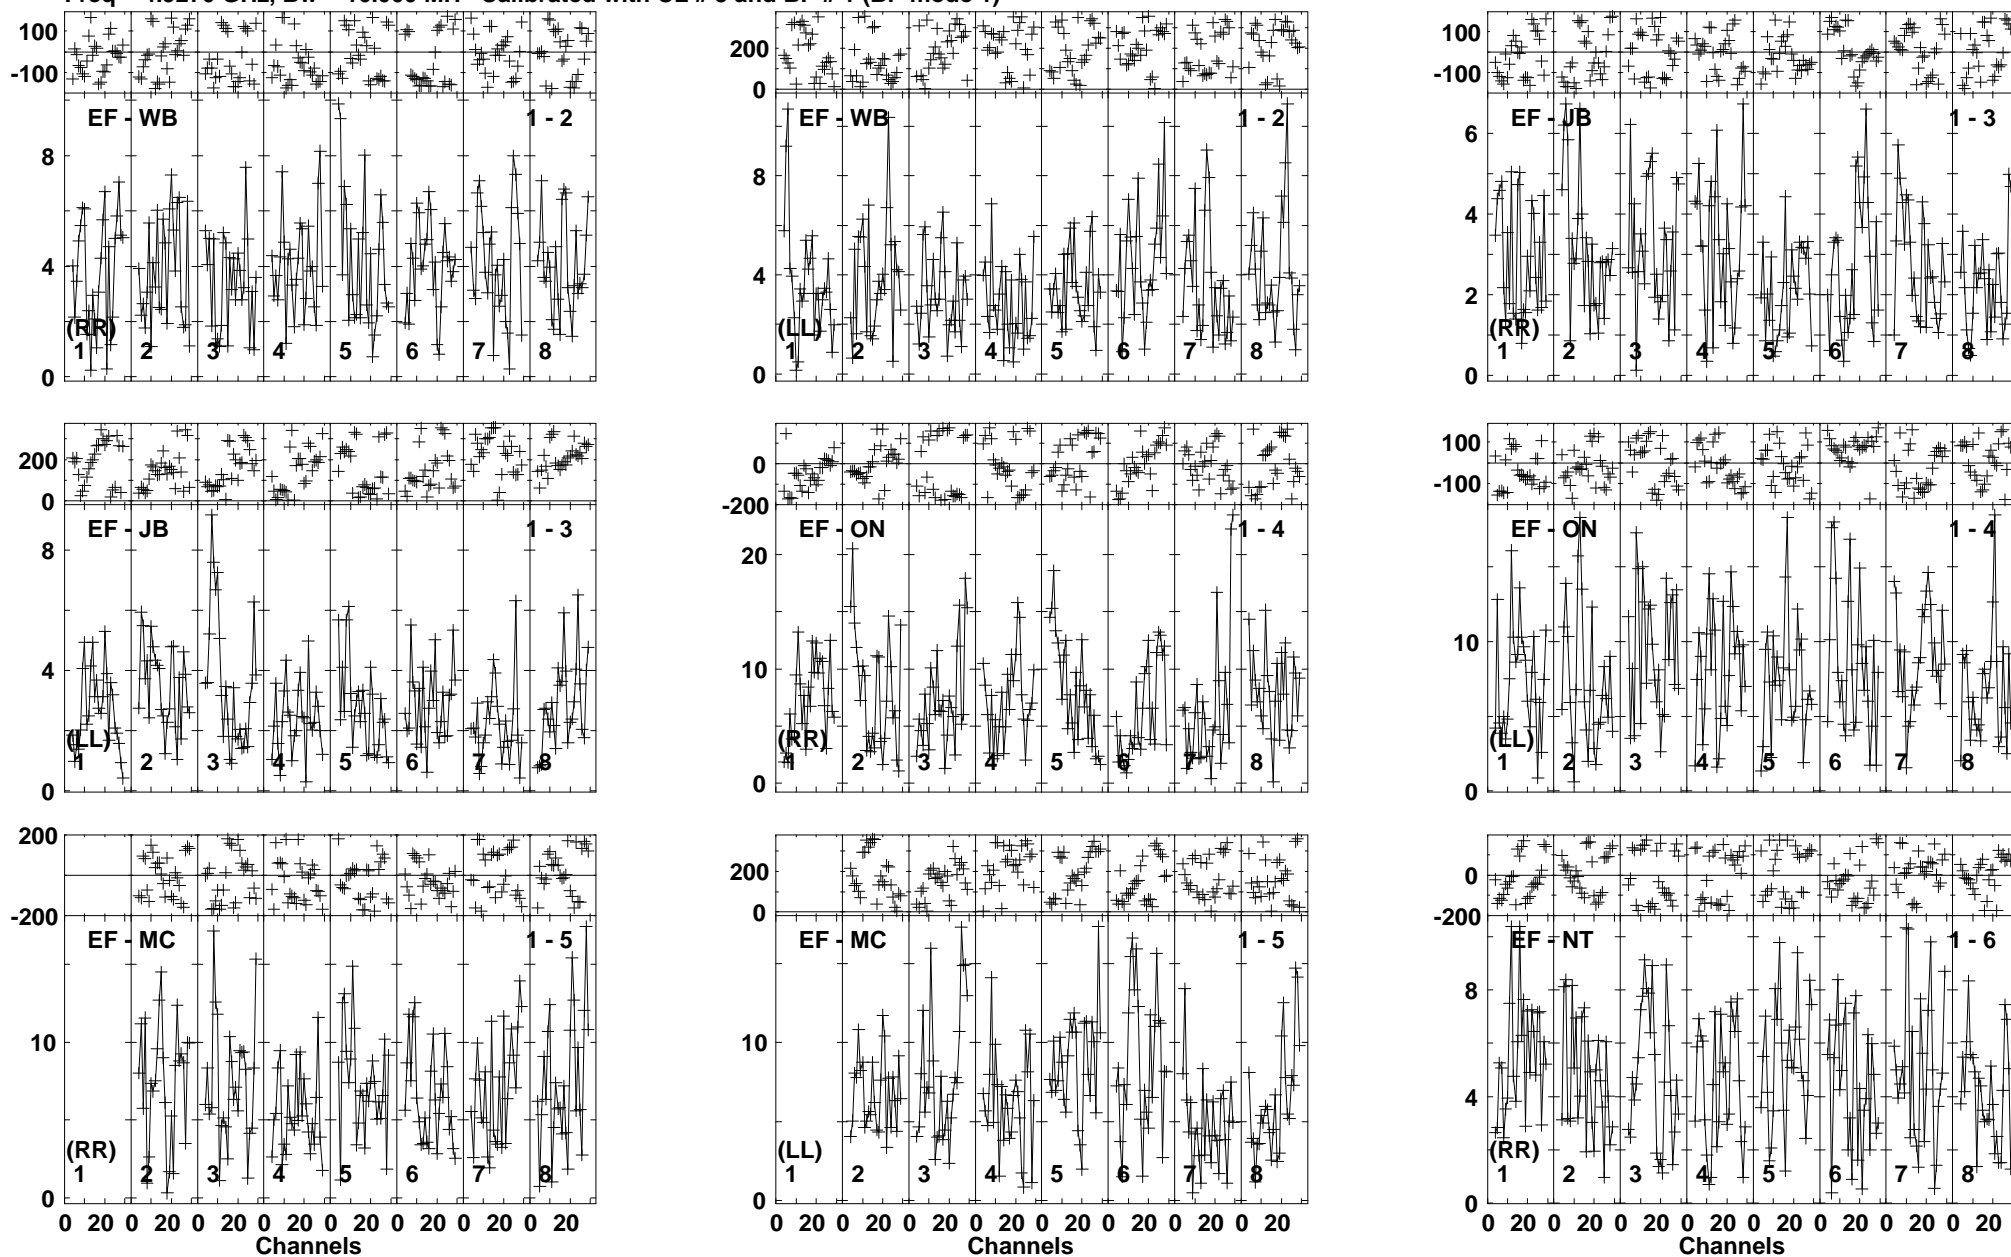 100 -100 100 200 0 100 -100
EF - WB 1 - 2 EF - WB 1 - 2 EF - JB 1 - 3
8 4 0 8 4 0 6 4 2 0
(RR) (LL) (RR)
1 2 3 4 5 6 7 8 1 2 3 4 5 6 7 8 1 2 3 4 5 6 7 8
200 0 0 -200 100 -100
EF - JB 1 - 3 EF - ON 1 - 4 EF - ON 1 - 4
8 4 0 20 10 0 10 0
(LL) (RR) (LL)
1 2 3 4 5 6 7 8 1 2 3 4 5 6 7 8 1 2 3 4 5 6 7 8
200 -200 200 0 0 -200
EF - MC 1 - 5 EF - MC 1 - 5 EF - NT 1 - 6
10 0 10 0 8 4 0
(RR) (LL) (RR)
1 2 3 4 5 6 7 8 1 2 3 4 5 6 7 8 1 2 3 4 5 6 7 8
0 20 0 20 0 20 0 20 0 20 0 20 0 20 0 20 0 20 0 20 0 20 0 20 0 20 0 20 0 20 0 20 0 20 0 20 0 20 0 20 0 20 0 20 0 20 0 20
Channels Channels Channels